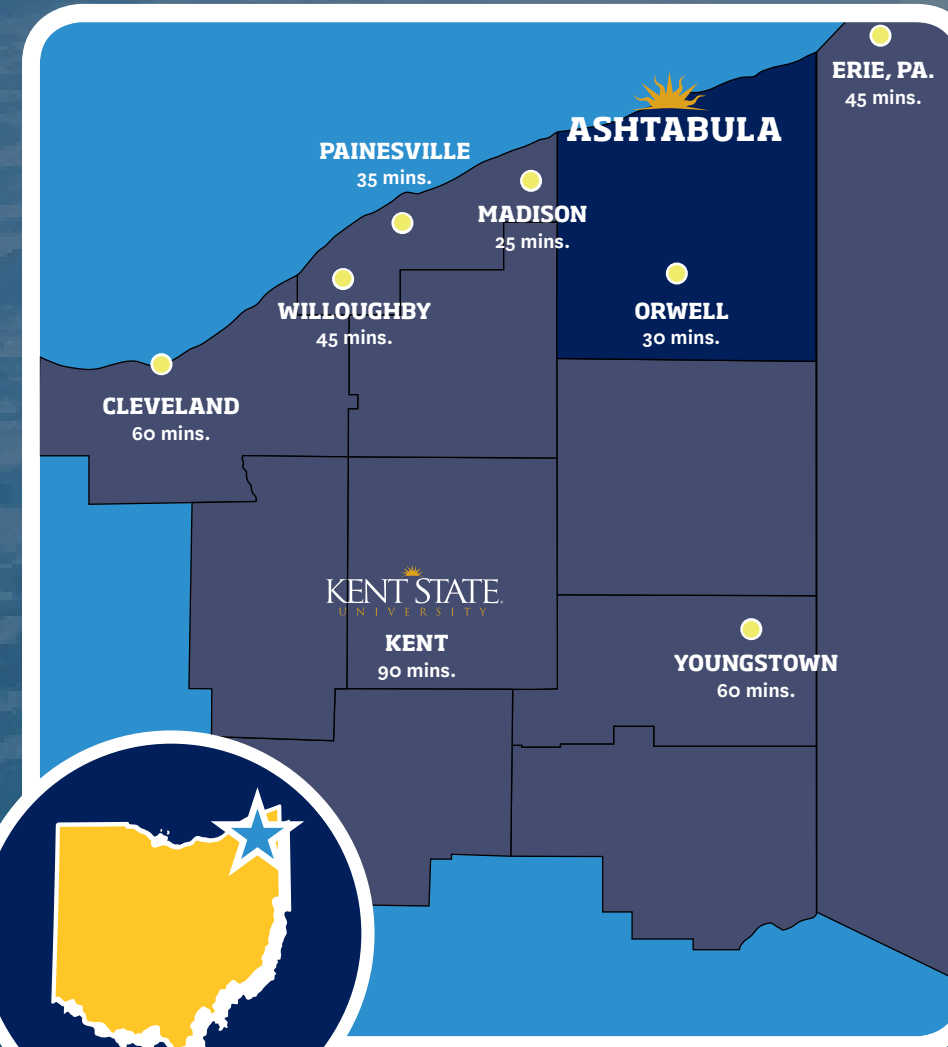 ERIE, PA.
45 mins.
ASHTABULA
PAINESVILLE
35 mins.
MADISON
25 mins.
WILLOUGHBY
45 mins.
ORWELL
30 mins.
CLEVELAND
60 mins.
KENT STATE®
UNIVERSITY
KENT
90 mins.
YOUNGSTOWN
60 mins.